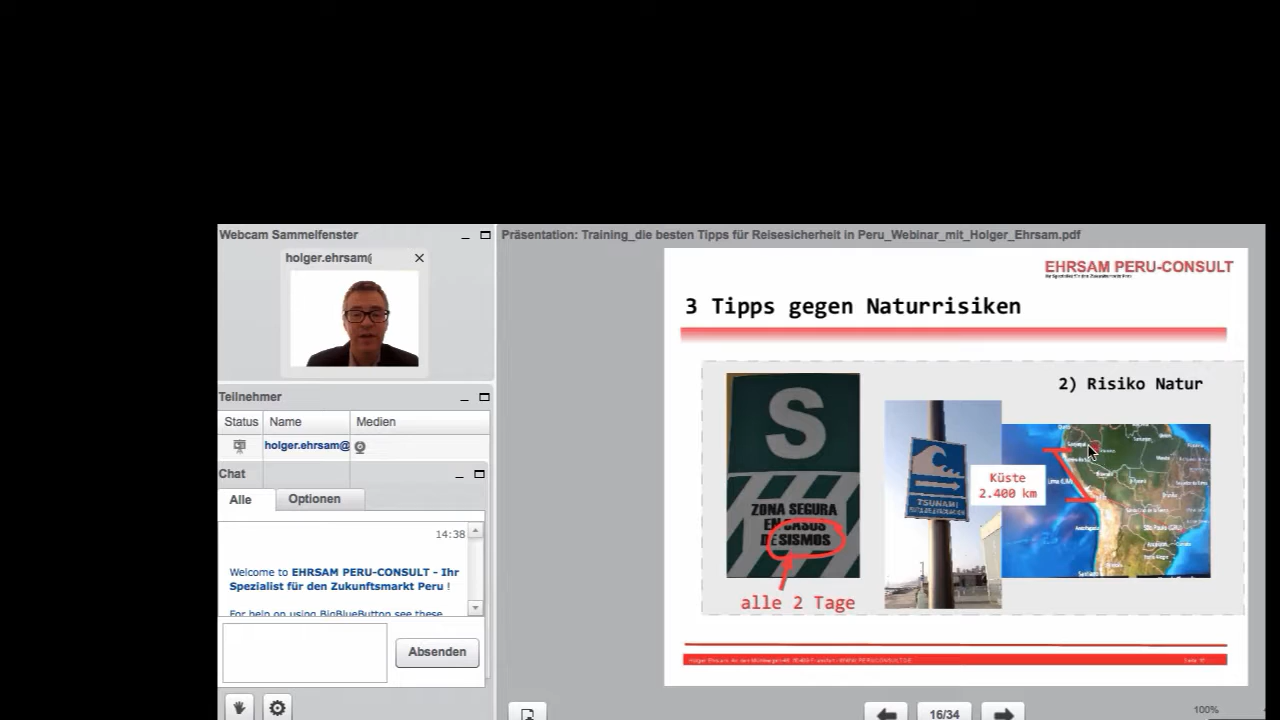 Webcam Sammelfenster
holger.ehrsam@
Teilnehmer
Status Name Medien
holger.ehrsam@
Chat
Alle Optionen
14:38
Welcome to EHRSAM PERU-CONSULT - Ihr
Spezialist für den Zukunftsmarkt Peru !
For help on using BigBlueButton see these
Absenden
Präsentation: Training_die besten Tipps für Reisesicherheit in Peru_Webinar_mit_Holger_Ehrsam.pdf
EHRSAM PERU-CONSULT
3 Tipps gegen Naturrisiken
2) Risiko Natur
S
ZONA SEGURA
EN CASOS
DE SISMOS
alle 2 Tage
TSUNAMI
Küste
2.400 km
16/34
100%